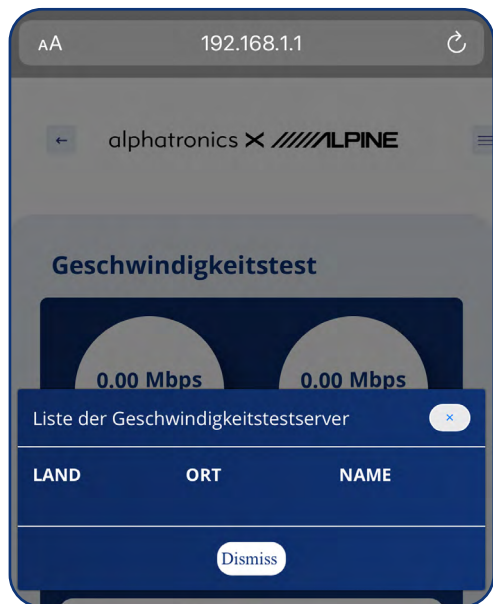 AA 192.168.1.1
alphatronics X ALPINE
Geschwindigkeitstest
0.00 Mbps 0.00 Mbps
Liste der Geschwindigkeitstestserver ×
LAND ORT NAME
Dismiss